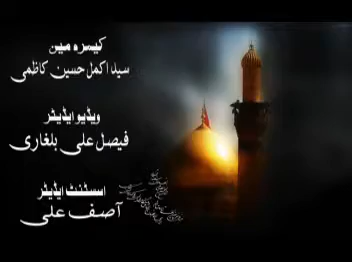 کیمرہ مین
سید اکمل حسین کاظمی
ویڈیو ایڈیٹر
فیصل علی بلغاری
اسسٹنٹ ایڈیٹر
آصف علی